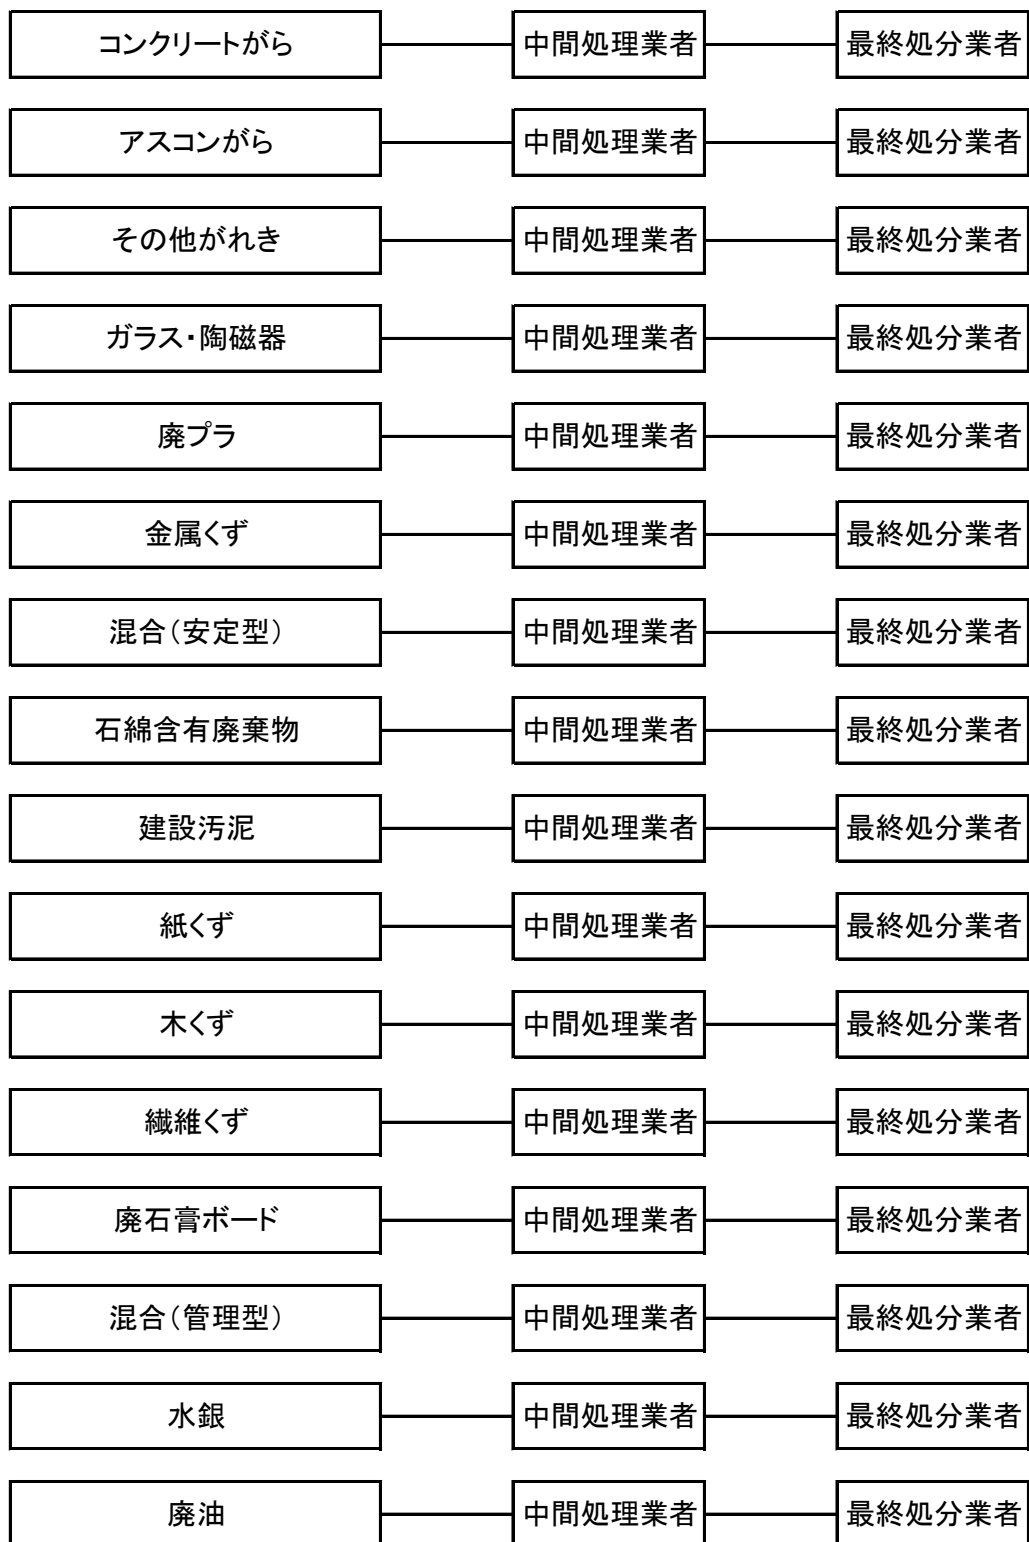 コンクリートがら 中間処理業者 最終処分業者
アスコンがら 中間処理業者 最終処分業者
その他がれき 中間処理業者 最終処分業者
ガラス・陶磁器 中間処理業者 最終処分業者
廃プラ 中間処理業者 最終処分業者
金属くず 中間処理業者 最終処分業者
混合（安定型） 中間処理業者 最終処分業者
石綿含有廃棄物 中間処理業者 最終処分業者
建設汚泥 中間処理業者 最終処分業者
紙くず 中間処理業者 最終処分業者
木くず 中間処理業者 最終処分業者
繊維くず 中間処理業者 最終処分業者
廃石膏ボード 中間処理業者 最終処分業者
混合（管理型） 中間処理業者 最終処分業者
水銀 中間処理業者 最終処分業者
廃油 中間処理業者 最終処分業者